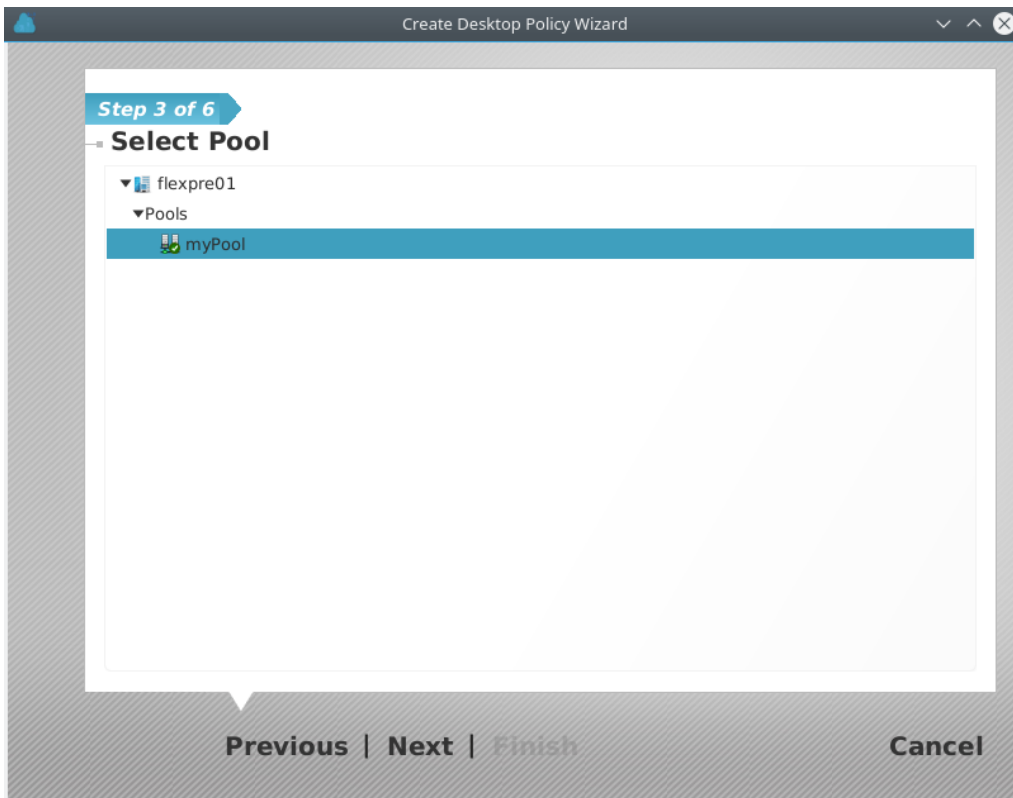 Create Desktop Policy Wizard
Step 3 of 6
Select Pool
flexpre01
Pools
myPool
Previous | Next | Finish
Cancel